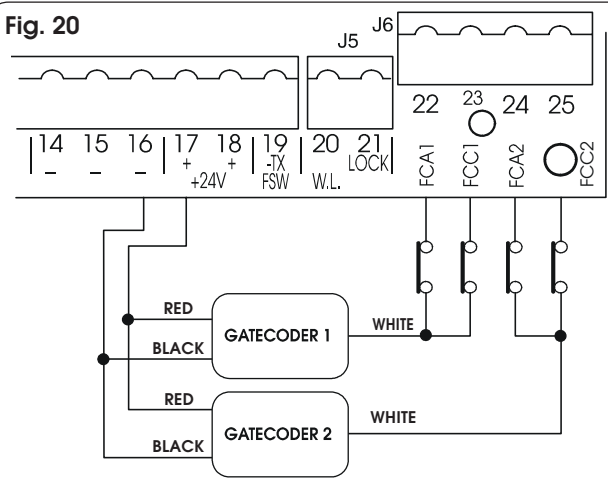 Fig. 20
J5
J6
14 15 16 17 18 19 20 21 22 23 24 25
– – – + + -TX W.L. LOCK
+24V FSW
FCA1 FCC1 FCA2 FCC2
RED
BLACK
GATECODER 1
WHITE
RED
BLACK
GATECODER 2
WHITE